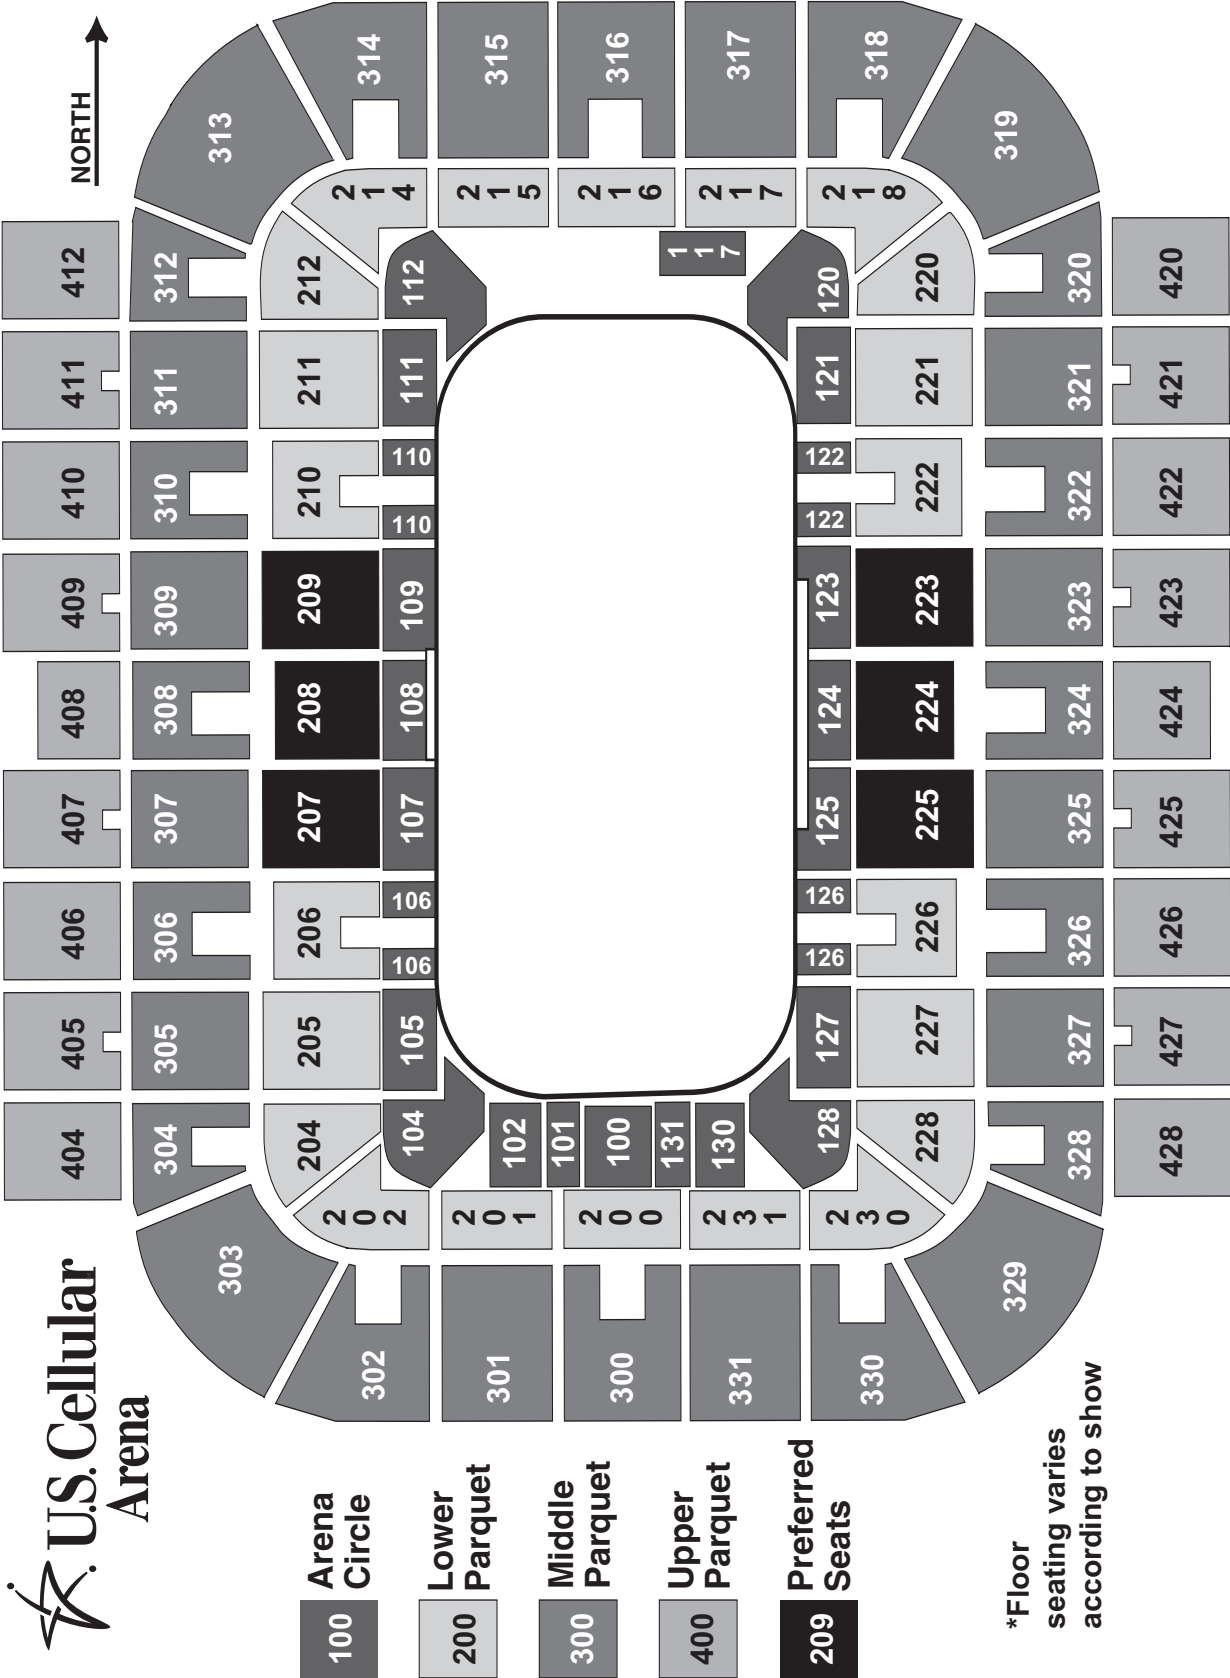 U.S. Cellular
Arena
NORTH
404 405 406 407 408 409 410 411 412
304 305 306 307 308 309 310 311 312
303 313
204 205 206 207 208 209 210 211 212
302 202 214 314
104 105 106 106 107 108 109 110 110 111 112
301 201 102 215 315
101
300 200 100 216 316
131
331 231 130 117 217 317
330 230 218 318
128 127 126 126 125 124 123 122 122 121 120
228 227 226 225 224 223 222 221 220
329 319
328 327 326 325 324 323 322 321 320
428 427 426 425 424 423 422 421 420
100 Arena
Circle
200 Lower
Parquet
300 Middle
Parquet
400 Upper
Parquet
209 Preferred
Seats
*Floor
seating varies
according to show